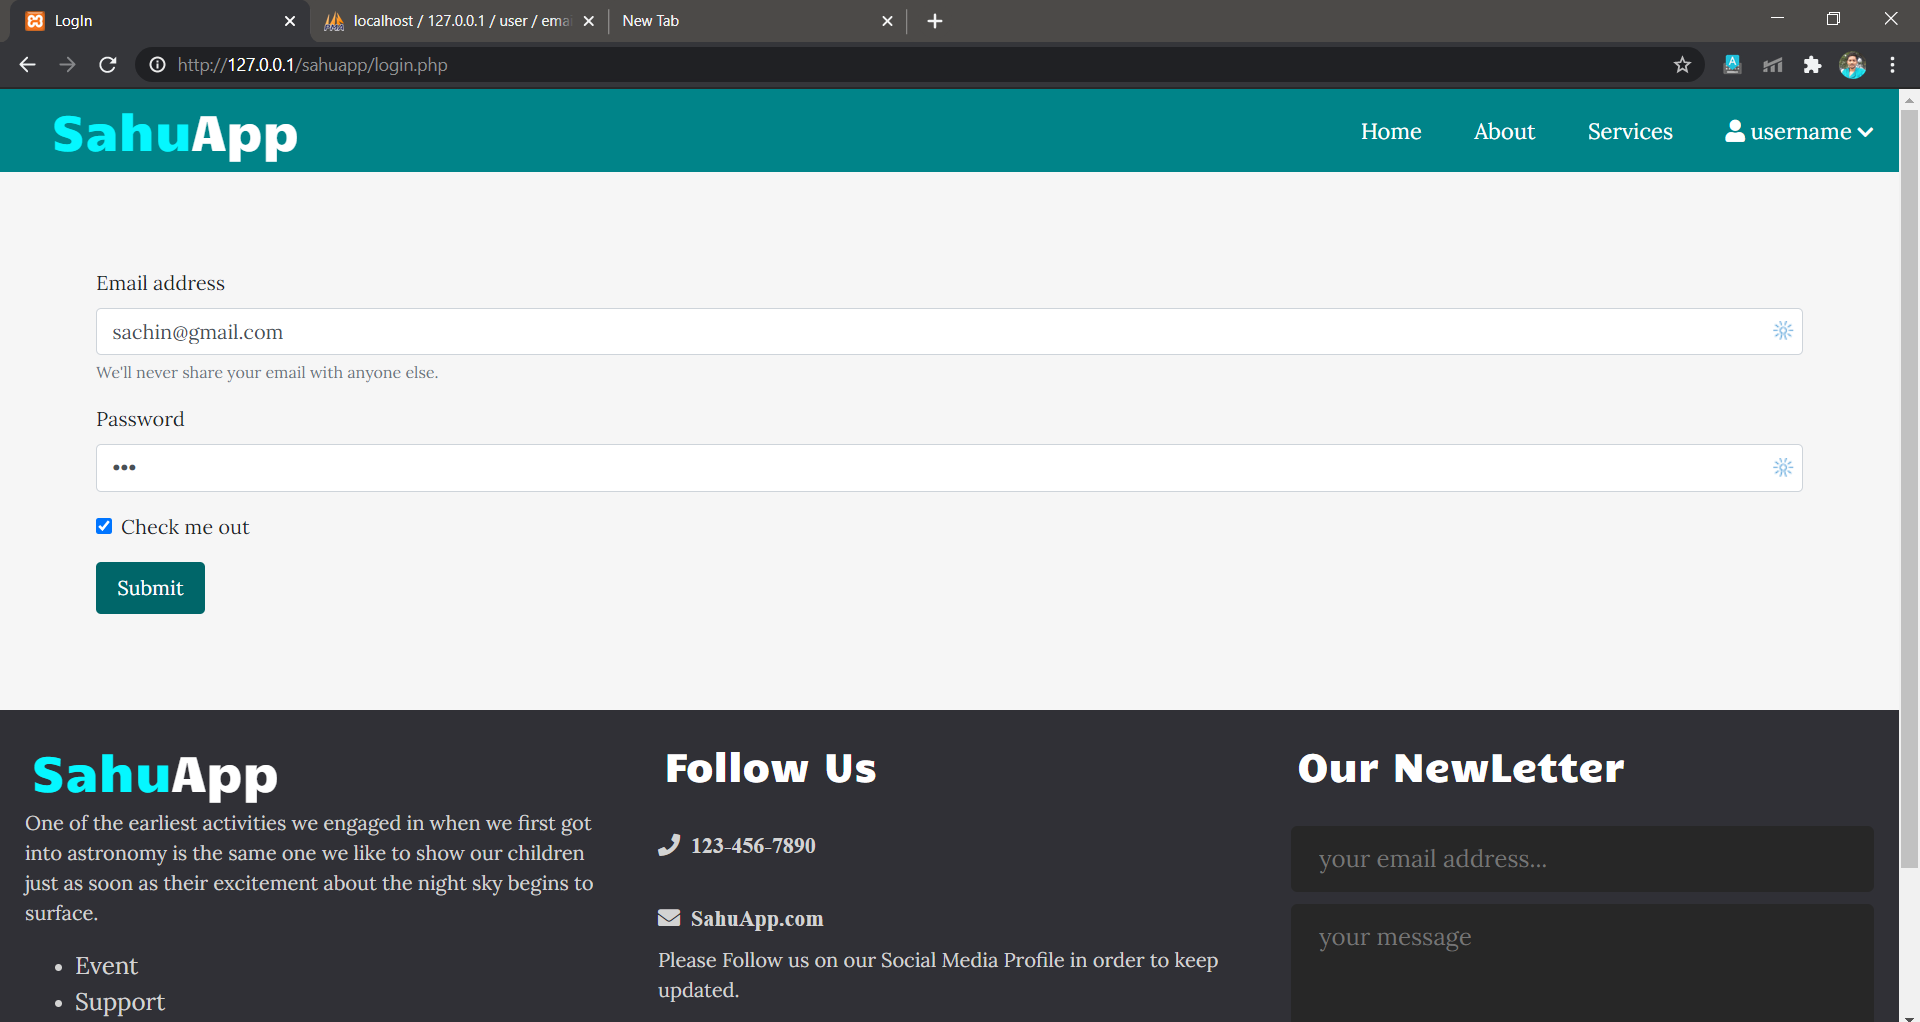 LogIn
localhost / 127.0.0.1 / user / ema
New Tab
http://127.0.0.1/sahuapp/login.php
SahuApp
Home
About
Services
username
Email address
sachin@gmail.com
We'll never share your email with anyone else.
Password
•••
Check me out
Submit
SahuApp
One of the earliest activities we engaged in when we first got
into astronomy is the same one we like to show our children
just as soon as their excitement about the night sky begins to
surface.
• Event
• Support
Follow Us
123-456-7890
SahuApp.com
Please Follow us on our Social Media Profile in order to keep
updated.
Our NewLetter
your email address...
your message